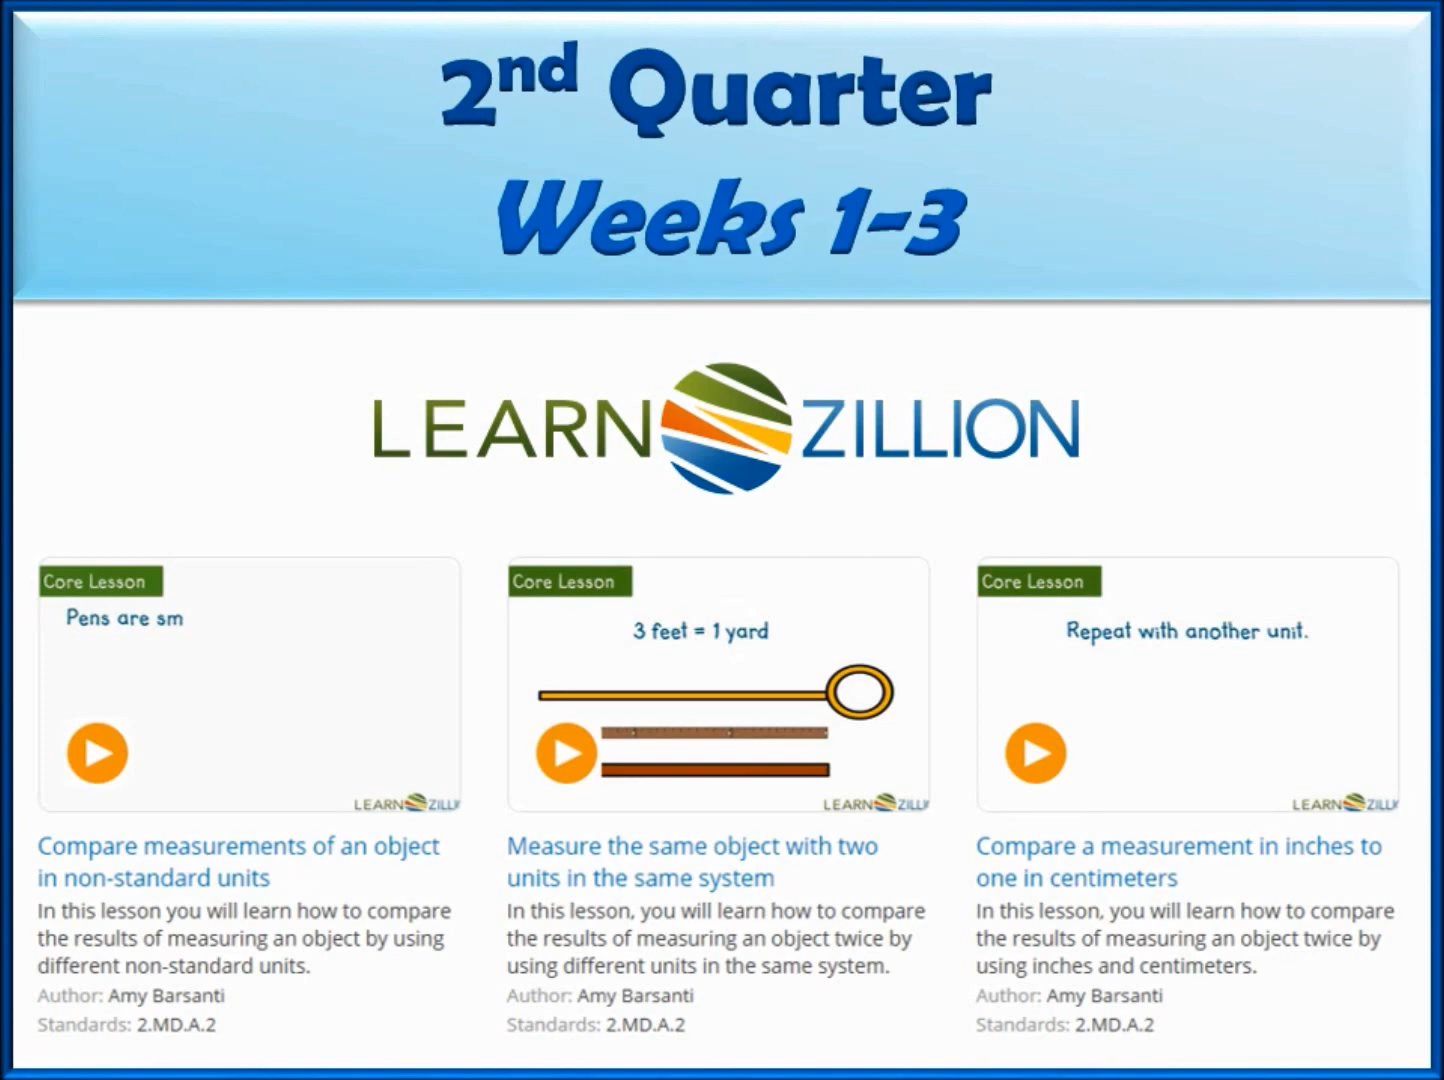 2nd Quarter
Weeks 1-3
LEARN ZILLION
Core Lesson
Pens are sm
LEARN ZILLI
Compare measurements of an object
in non-standard units
In this lesson you will learn how to compare
the results of measuring an object by using
different non-standard units.
Author: Amy Barsanti
Standards: 2.MD.A.2
Core Lesson
3 feet = 1 yard
LEARN ZILLI
Measure the same object with two
units in the same system
In this lesson, you will learn how to compare
the results of measuring an object twice by
using different units in the same system.
Author: Amy Barsanti
Standards: 2.MD.A.2
Core Lesson
Repeat with another unit.
LEARN ZILLI
Compare a measurement in inches to
one in centimeters
In this lesson, you will learn how to compare
the results of measuring an object twice by
using inches and centimeters.
Author: Amy Barsanti
Standards: 2.MD.A.2